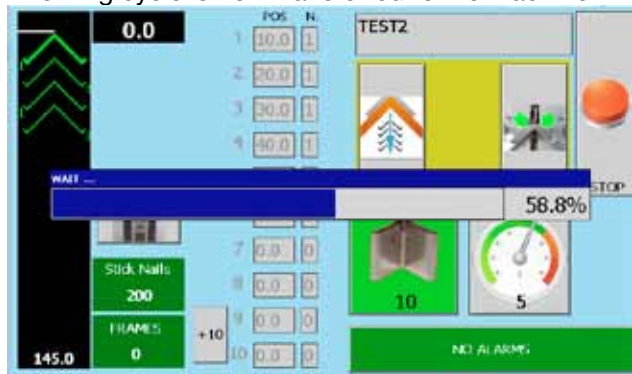 0.0
POS N.
1 10.0 1
2 20.0 1
3 30.0 1
4 40.0 1
TEST2
STOP
WAIT ...
58.8%
7 0.0 0
8 0.0 0
9 0.0 0
10 0.0 0
Stick Nails
200
FRAMES
0
+10
145.0
10
5
NO ALARMS